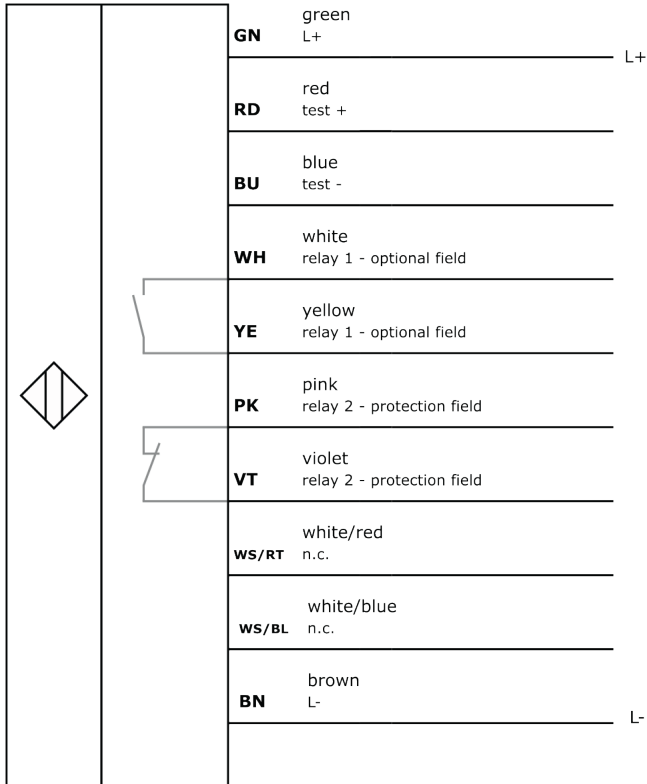 green
GN L+
L+
red
RD test +
blue
BU test -
white
WH relay 1 - optional field
yellow
YE relay 1 - optional field
pink
PK relay 2 - protection field
violet
VT relay 2 - protection field
white/red
WS/RT n.c.
white/blue
WS/BL n.c.
brown
BN L-
L-